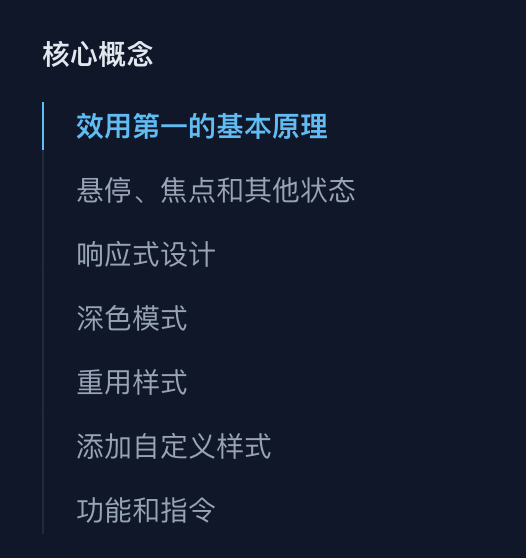 核心概念
效用第一的基本原理
悬停、焦点和其他状态
响应式设计
深色模式
重用样式
添加自定义样式
功能和指令